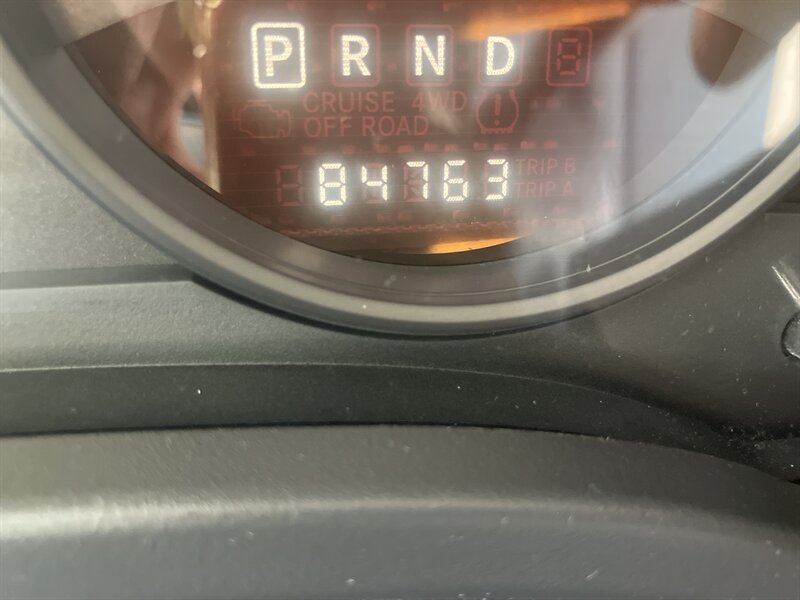 P R N D
CRUISE 4WD
OFF ROAD
84763
TRIP B
TRIP A